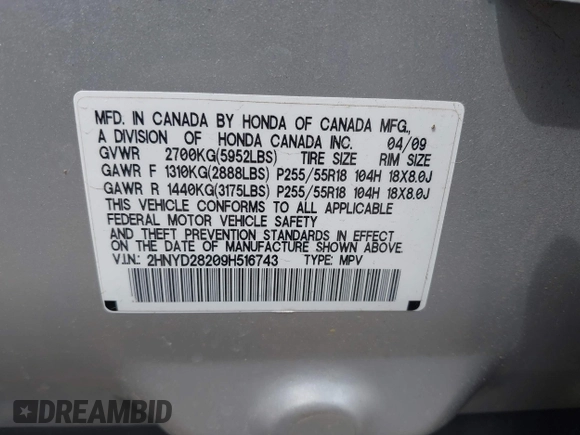 MFD. IN CANADA BY HONDA OF CANADA MFG.,
A DIVISION OF HONDA CANADA INC. 04/09
GVWR 2700KG(5952LBS) TIRE SIZE RIM SIZE
GAWR F 1310KG(2888LBS) P255/55R18 104H 18X8.0J
GAWR R 1440KG(3175LBS) P255/55R18 104H 18X8.0J
THIS VEHICLE CONFORMS TO ALL APPLICABLE
FEDERAL MOTOR VEHICLE SAFETY
AND THEFT PREVENTION STANDARDS IN EFFECT
ON THE DATE OF MANUFACTURE SHOWN ABOVE.
V.I.N.: 2HNYD28209H516743 TYPE: MPV
DREAMBID